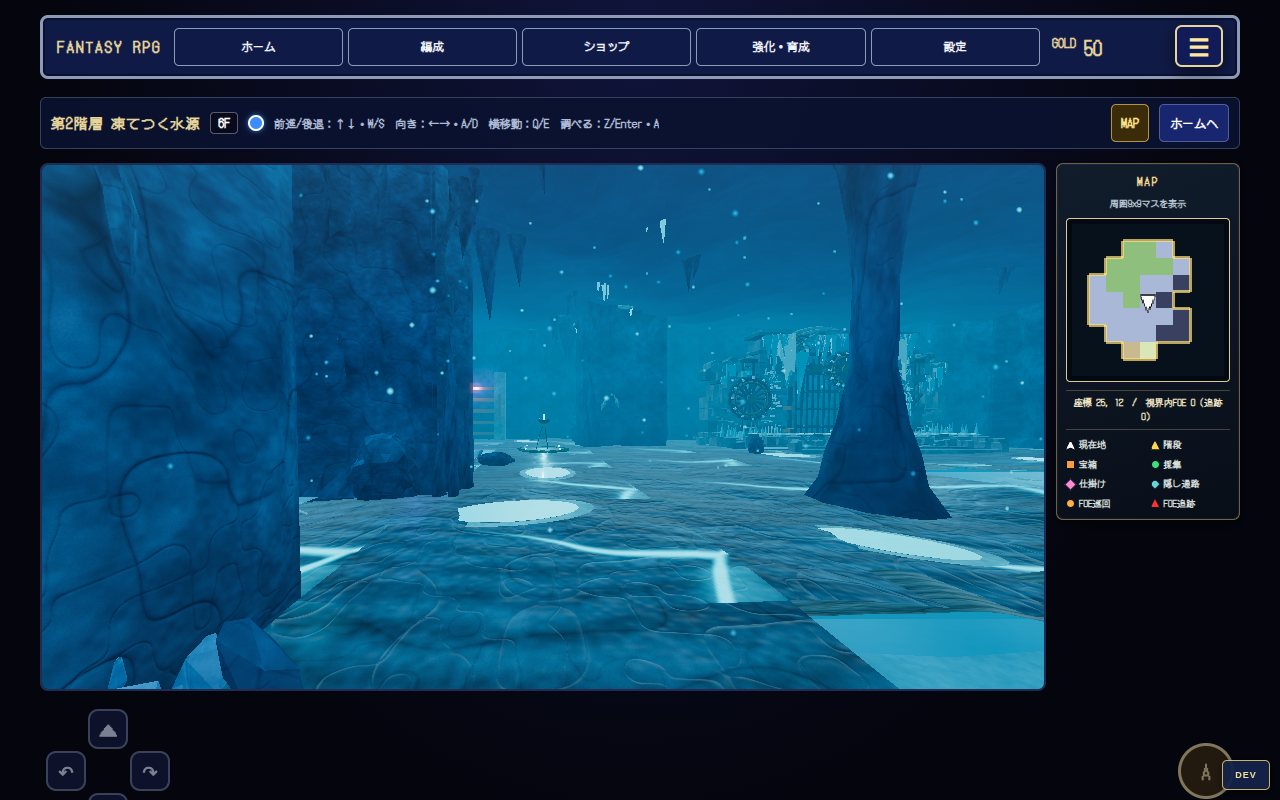 FANTASY RPG
ホーム
編成
ショップ
強化・育成
設定
GOLD 50
第2階層 凍てつく水源
6F
前進/後退：↑↓・W/S 向き：←→・A/D 横移動：Q/E 調べる：Z/Enter・A
MAP
ホームへ
MAP
周囲9x9マスを表示
座標 25, 12 / 視界内FOE 0（追跡
0）
現在地
階段
宝箱
採集
仕掛け
隠し通路
FOE巡回
FOE追跡
A
DEV